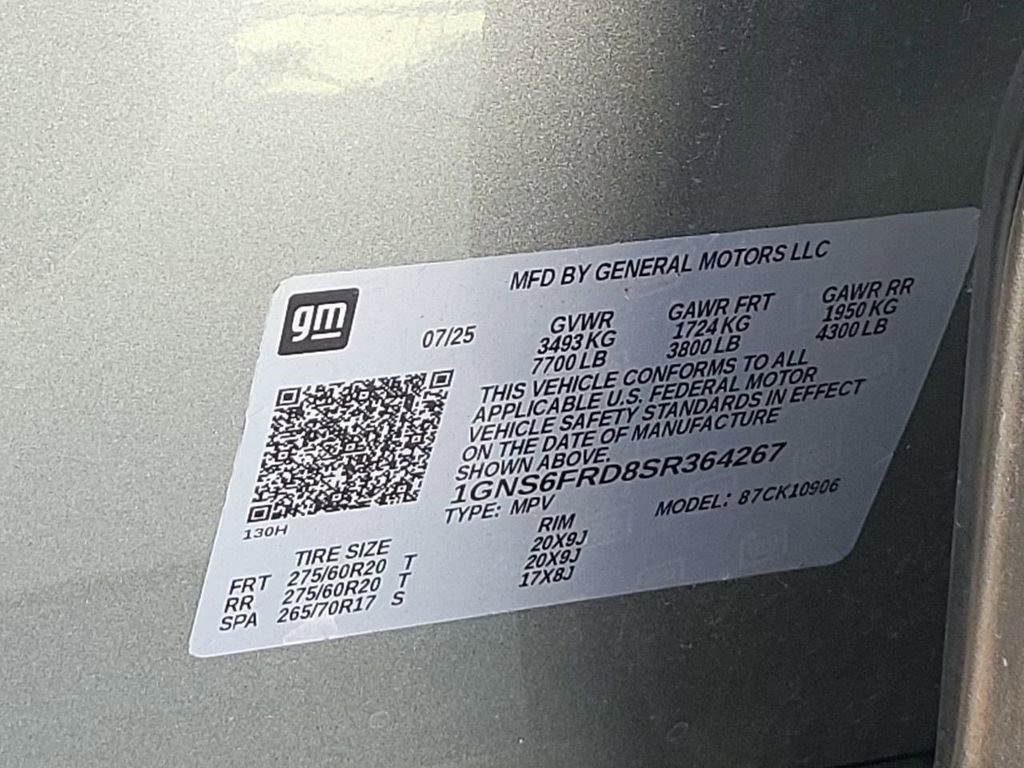 MFD BY GENERAL MOTORS LLC
gm
07/25
GVWR GAWR FRT GAWR RR
3493 KG 1724 KG 1950 KG
7700 LB 3800 LB 4300 LB
THIS VEHICLE CONFORMS TO ALL
APPLICABLE U.S. FEDERAL MOTOR
VEHICLE SAFETY STANDARDS IN EFFECT
ON THE DATE OF MANUFACTURE
SHOWN ABOVE.
1GNS6FRD8SR364267
TYPE: MPV MODEL: 87CK10906
130H
TIRE SIZE RIM
FRT 275/60R20 T 20X9J
RR 275/60R20 T 20X9J
SPA 265/70R17 S 17X8J